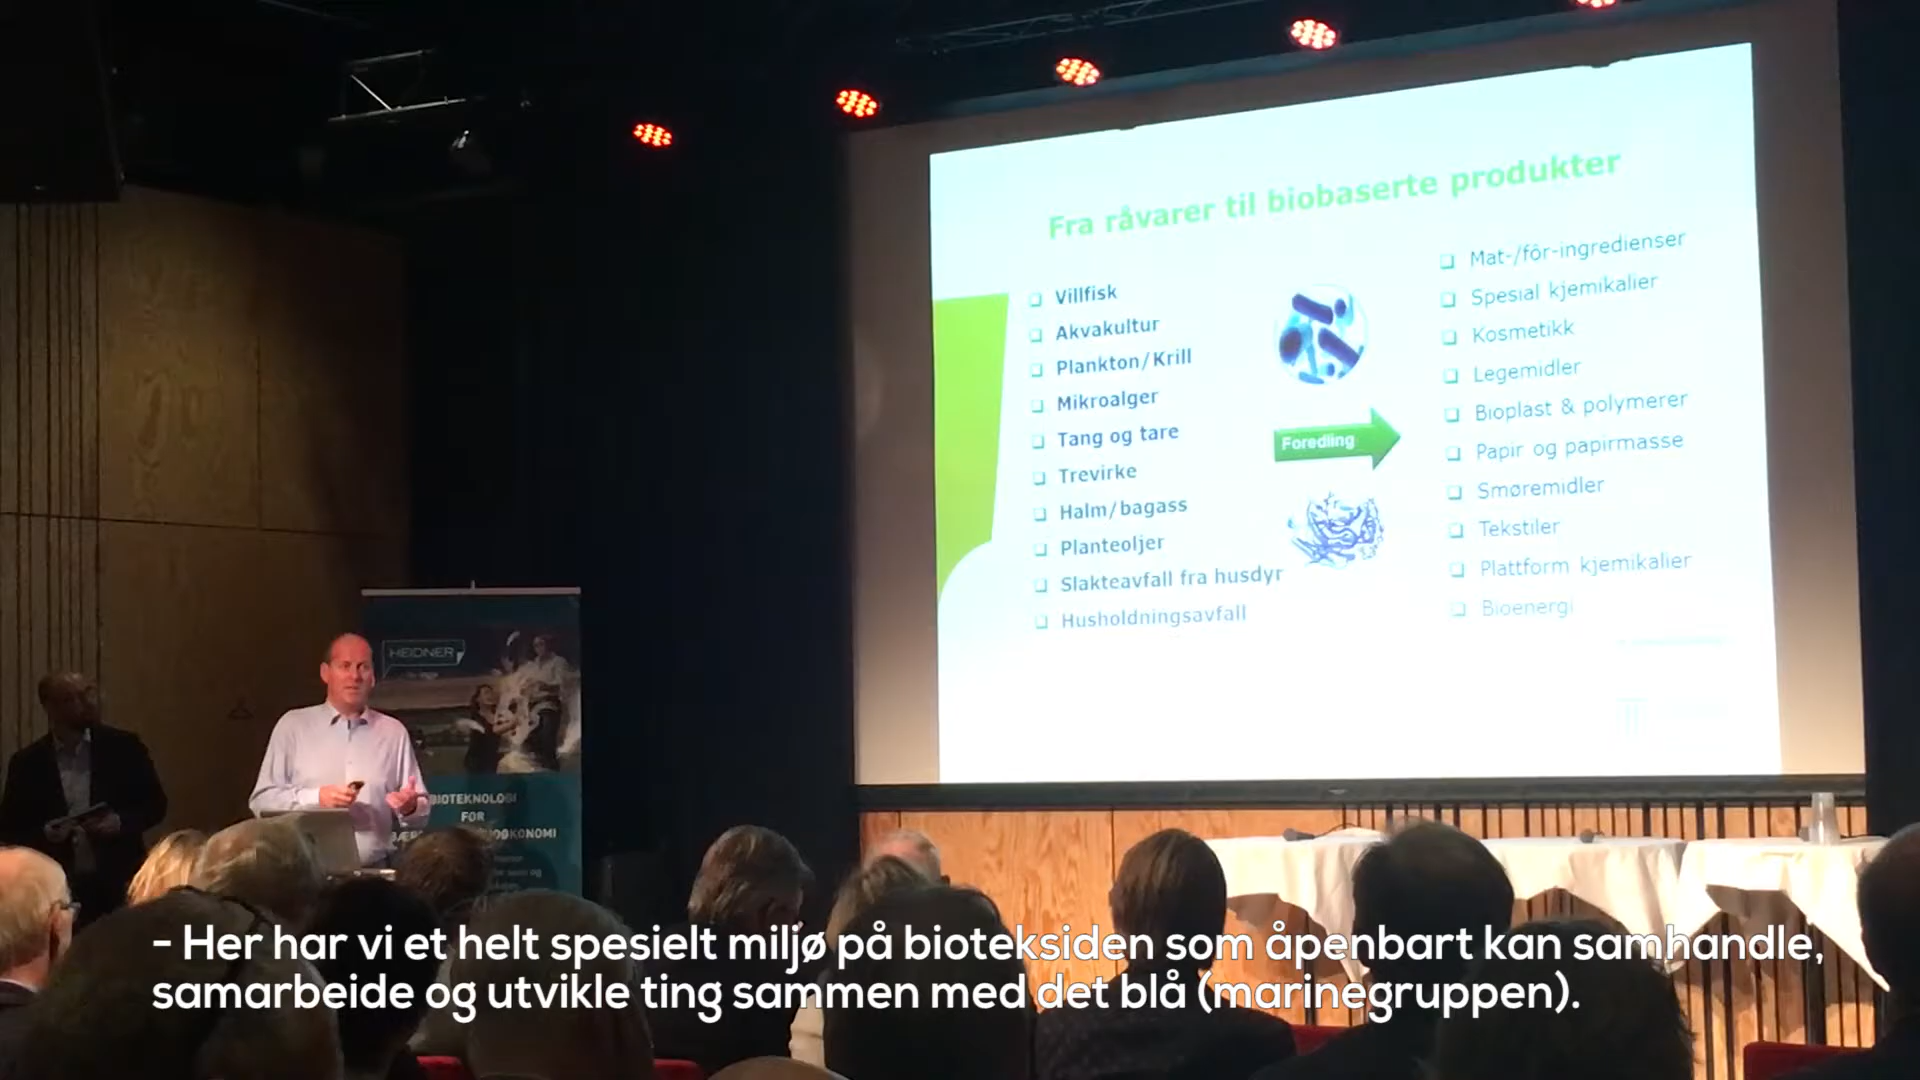 Fra råvarer til biobaserte produkter
❑ Villfisk
❑ Akvakultur
❑ Plankton/Krill
❑ Mikroalger
❑ Tang og tare
❑ Trevirke
❑ Halm/bagass
❑ Planteoljer
❑ Slakteavfall fra husdyr
❑ Husholdningsavfall
Foredling
❑ Mat-/fôr-ingredienser
❑ Spesial kjemikalier
❑ Kosmetikk
❑ Legemidler
❑ Bioplast & polymerer
❑ Papir og papirmasse
❑ Smøremidler
❑ Tekstiler
❑ Plattform kjemikalier
❑ Bioenergi
HEIDNER
BIOTEKNOLOGI
FOR
- Her har vi et helt spesielt miljø på bioteksiden som åpenbart kan samhandle,
samarbeide og utvikle ting sammen med det blå (marinegruppen).